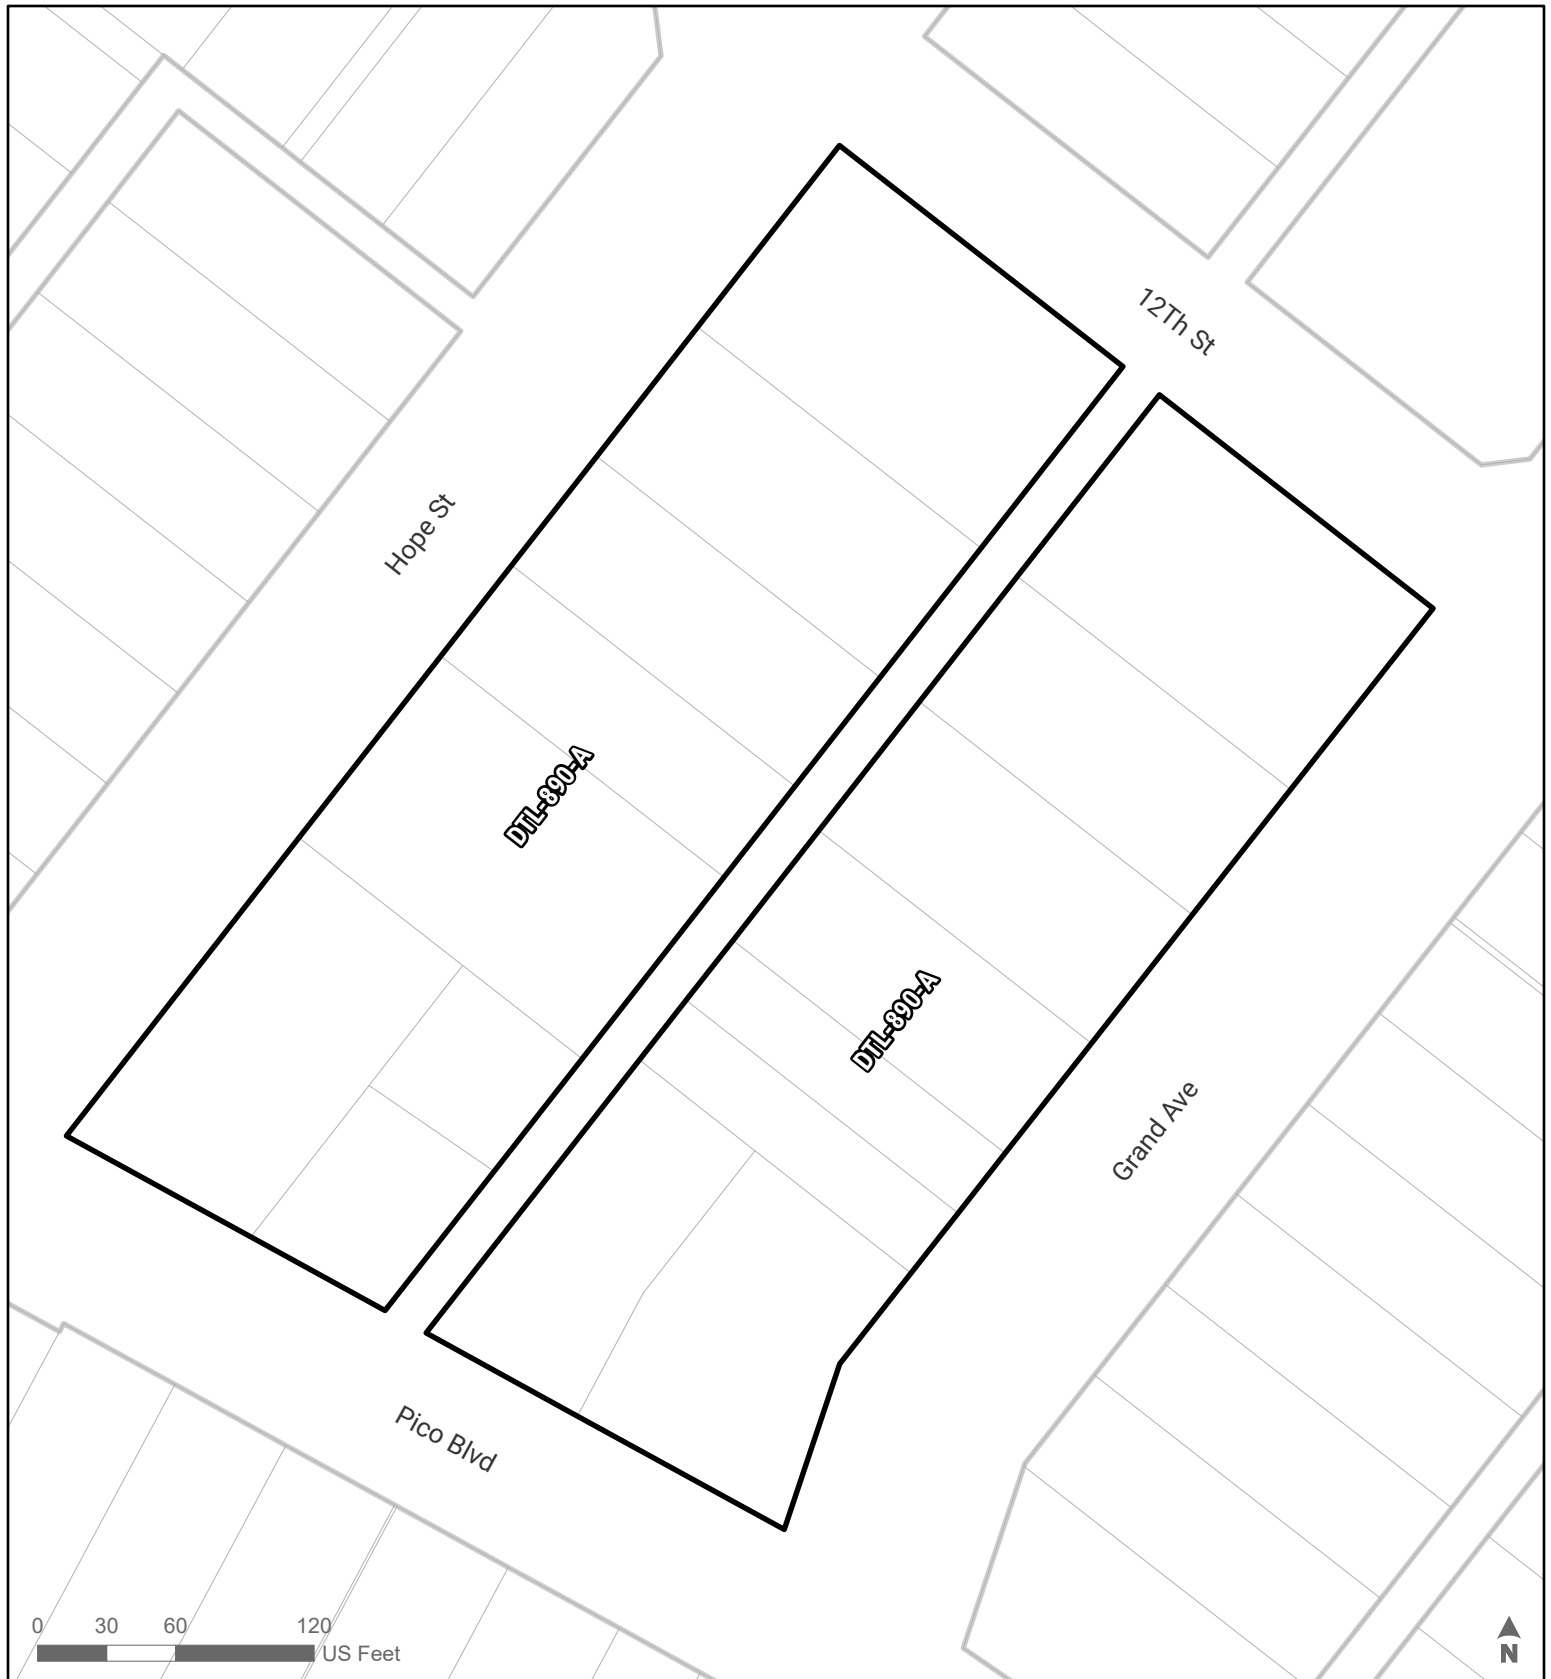 12Th St
Hope St
DTL-890-A
DTL-890-A
Grand Ave
Pico Blvd
0 30 60 120
US Feet
N